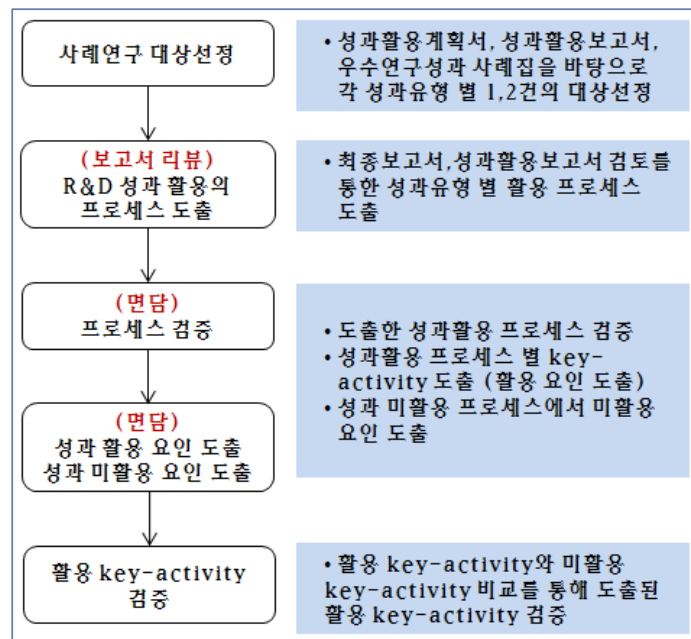 사례연구 대상선정
• 성과활용계획서, 성과활용보고서,
우수연구성과 사례집을 바탕으로
각 성과유형 별 1,2건의 대상선정
(보고서 리뷰)
R&D 성과 활용의
프로세스 도출
• 최종보고서,성과활용보고서 검토를
통한 성과유형 별 활용 프로세스
도출
(면담)
프로세스 검증
• 도출한 성과활용 프로세스 검증
• 성과활용 프로세스 별 key-
activity 도출 (활용 요인 도출)
• 성과 미활용 프로세스에서 미활용
요인 도출
(면담)
성과 활용 요인 도출
성과 미활용 요인 도출
활용 key-activity
검증
• 활용 key-activity와 미활용
key-activity 비교를 통해 도출된
활용 key-activity 검증